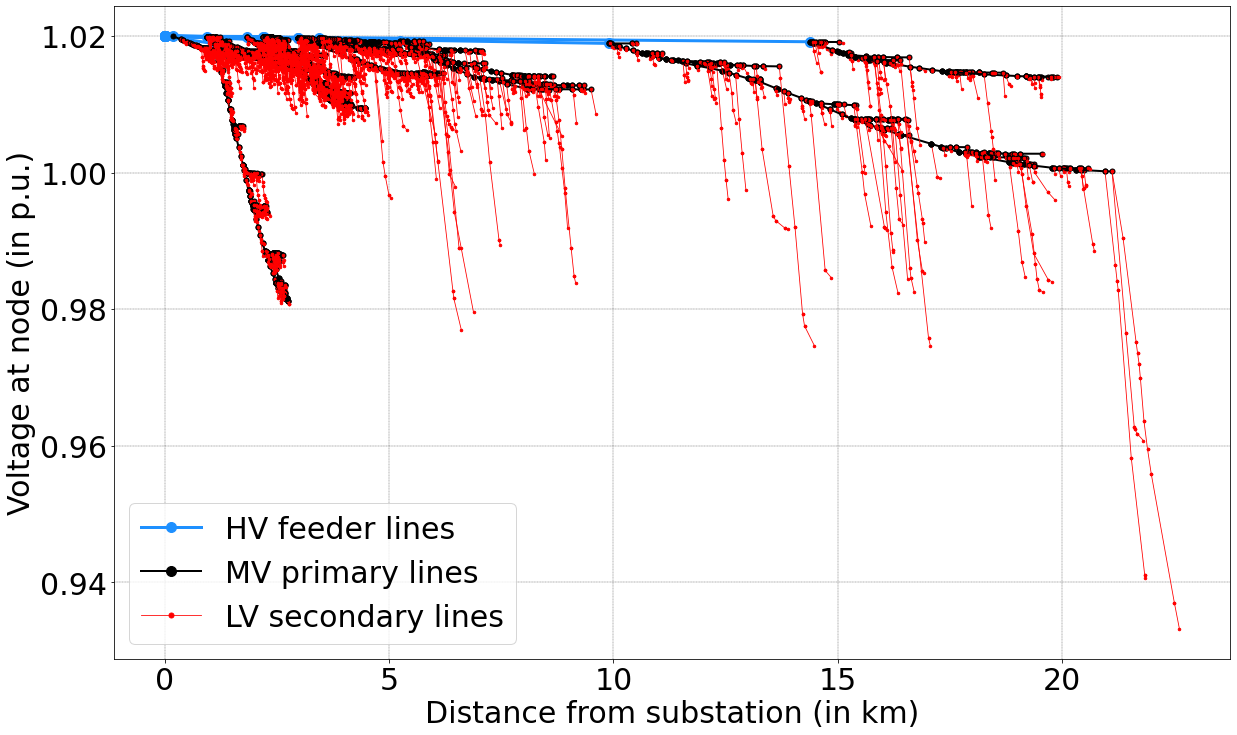 1.02
1.00
0.98
0.96
0.94
Voltage at node (in p.u.)
HV feeder lines
MV primary lines
LV secondary lines
0 5 10 15 20
Distance from substation (in km)